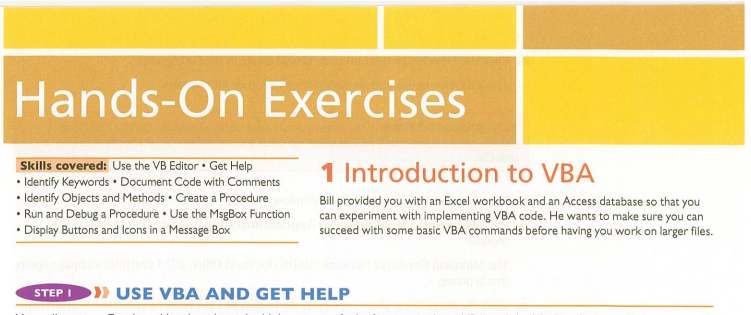 Hands-On Exercises
Skills covered: Use the VB Editor • Get Help
• Identify Keywords • Document Code with Comments
• Identify Objects and Methods • Create a Procedure
• Run and Debug a Procedure • Use the MsgBox Function
• Display Buttons and Icons in a Message Box
1 Introduction to VBA
Bill provided you with an Excel workbook and an Access database so that you
can experiment with implementing VBA code. He wants to make sure you can
succeed with some basic VBA commands before having you work on larger files.
STEP 1 » USE VBA AND GET HELP